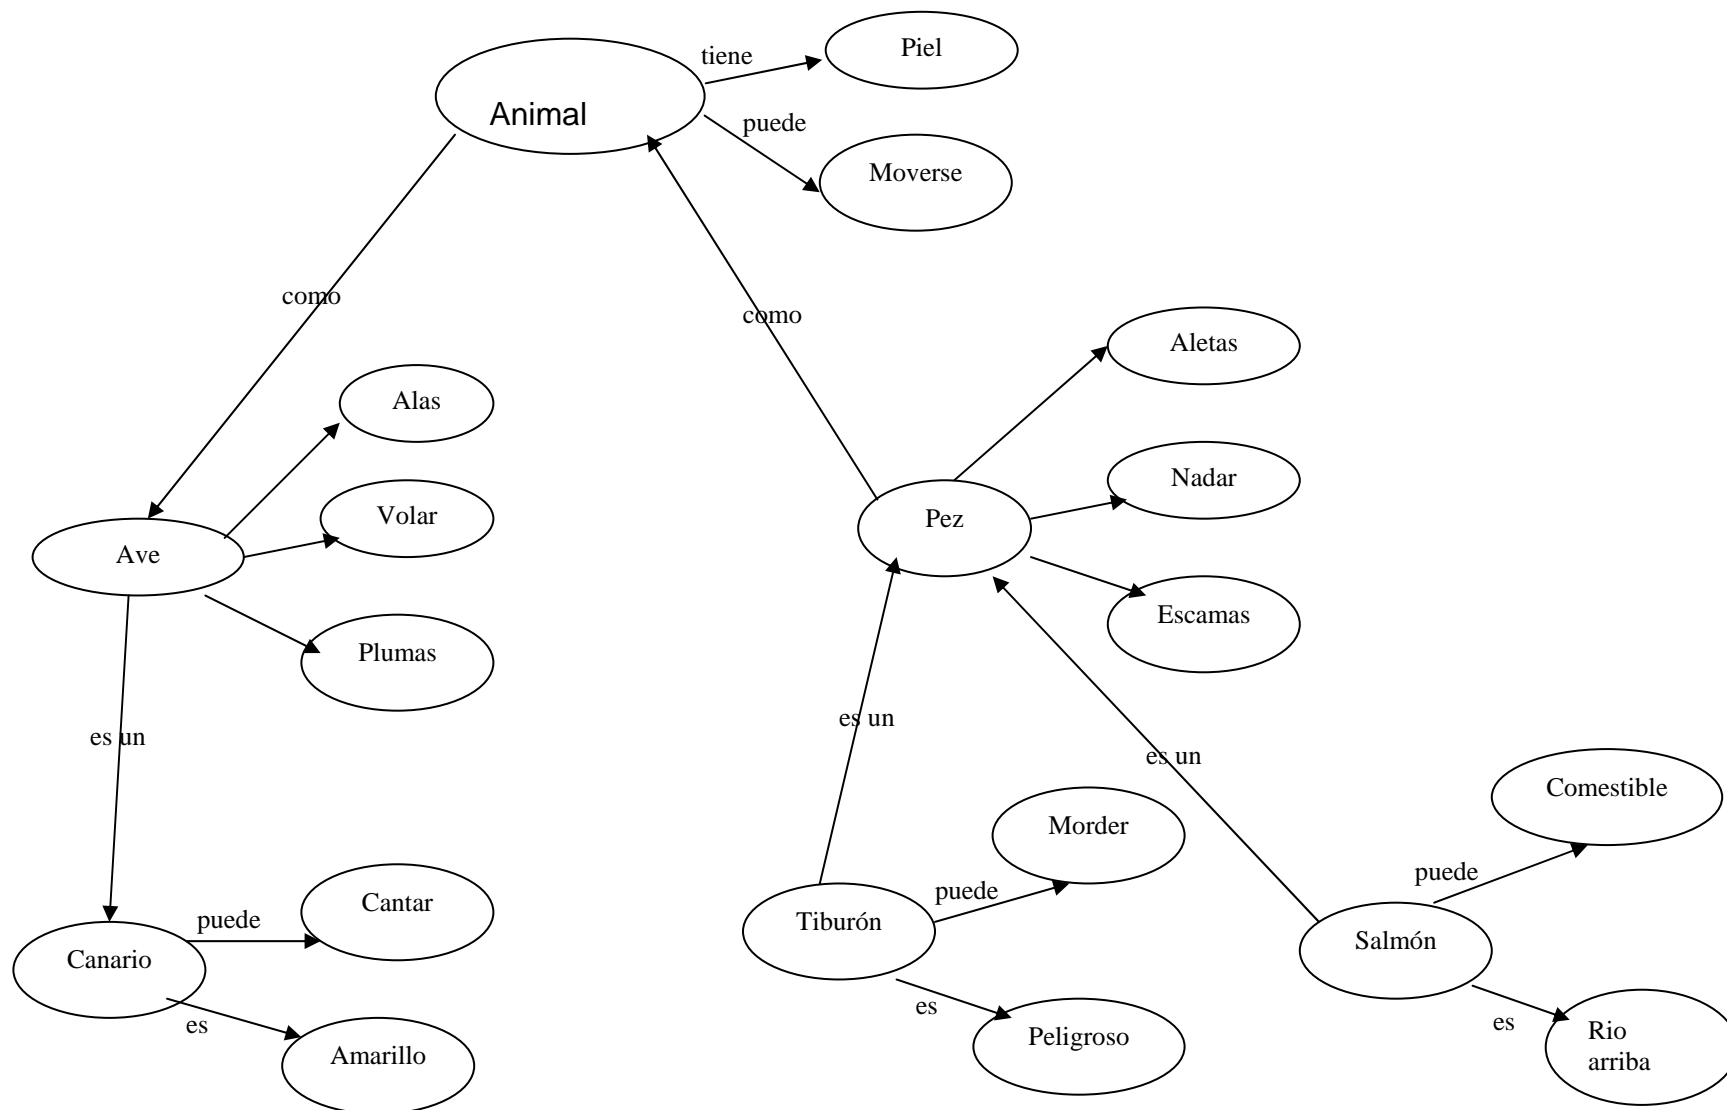 Piel
tiene
Animal
puede
Moverse
como
como
Aletas
Alas
Nadar
Volar
Pez
Ave
Escamas
Plumas
es un
es un
es un
Comestible
Morder
puede
puede
Cantar
puede
Tiburón
Salmón
Canario
es
es
es
Peligroso
Rio
arriba
Amarillo